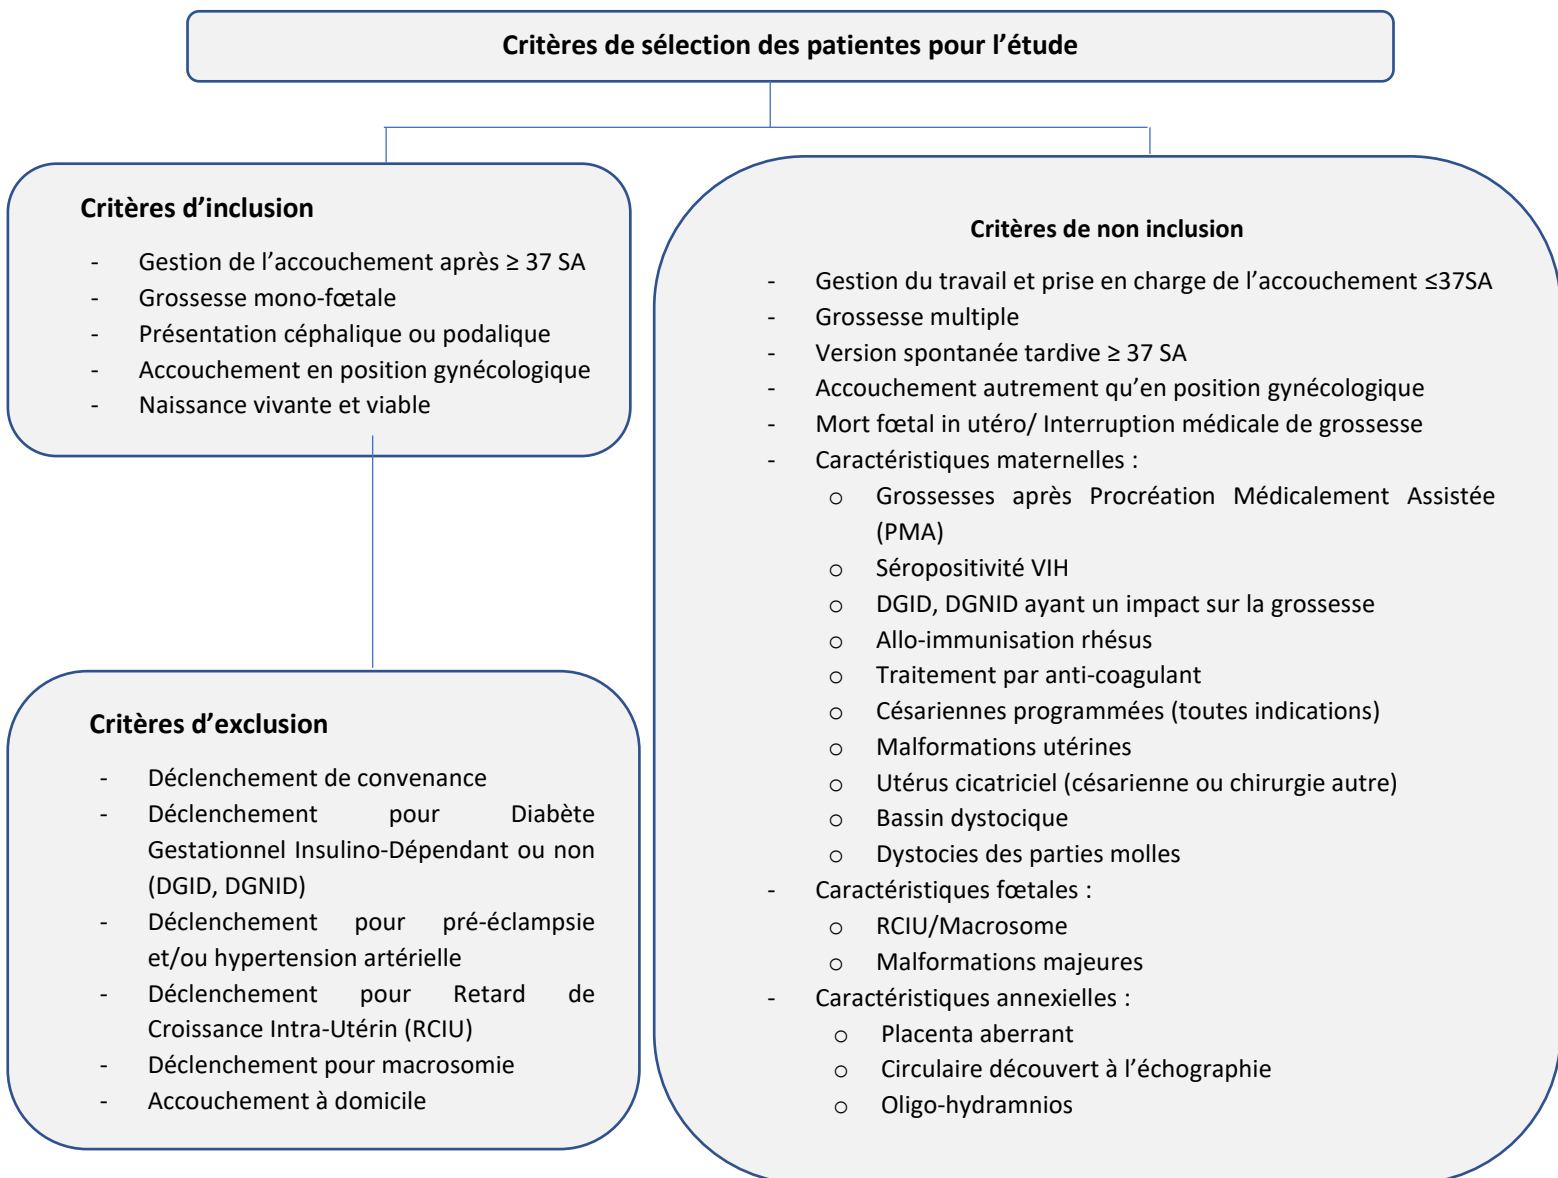 Critères de sélection des patientes pour l’étude
Critères d’inclusion
- Gestion de l’accouchement après ≥ 37 SA
- Grossesse mono-fœtale
- Présentation céphalique ou podalique
- Accouchement en position gynécologique
- Naissance vivante et viable
Critères d’exclusion
- Déclenchement de convenance
- Déclenchement pour Diabète
Gestationnel Insulino-Dépendant ou non
(DGID, DGNID)
- Déclenchement pour pré-éclampsie
et/ou hypertension artérielle
- Déclenchement pour Retard de
Croissance Intra-Utérin (RCIU)
- Déclenchement pour macrosomie
- Accouchement à domicile
Critères de non inclusion
- Gestion du travail et prise en charge de l’accouchement ≤37SA
- Grossesse multiple
- Version spontanée tardive ≥ 37 SA
- Accouchement autrement qu’en position gynécologique
- Mort fœtal in utéro/ Interruption médicale de grossesse
- Caractéristiques maternelles :
o Grossesses après Procréation Médicalement Assistée
(PMA)
o Séropositivité VIH
o DGID, DGNID ayant un impact sur la grossesse
o Allo-immunisation rhésus
o Traitement par anti-coagulant
o Césariennes programmées (toutes indications)
o Malformations utérines
o Utérus cicatriciel (césarienne ou chirurgie autre)
o Bassin dystocique
o Dystocies des parties molles
- Caractéristiques fœtales :
o RCIU/Macrosome
o Malformations majeures
- Caractéristiques annexielles :
o Placenta aberrant
o Circulaire découvert à l’échographie
o Oligo-hydramnios